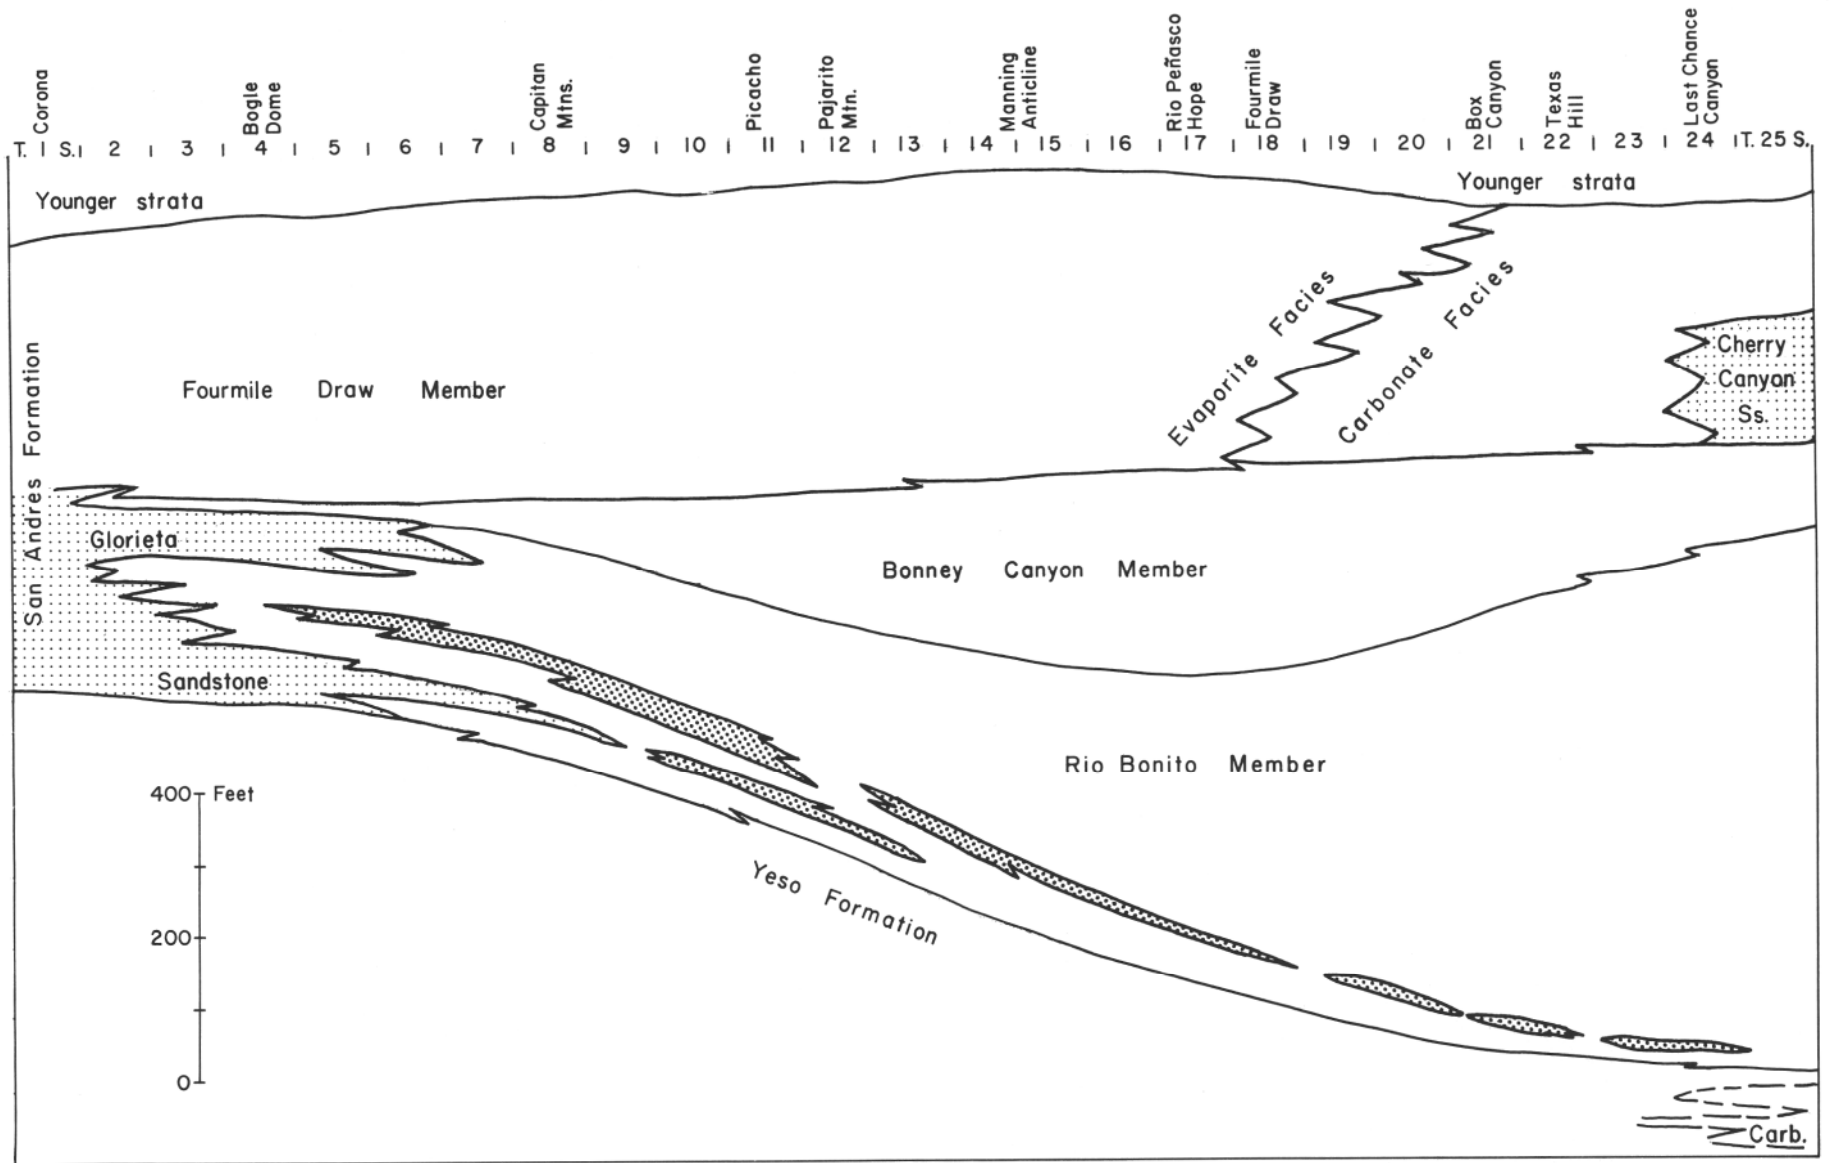 Corona
Bogle
Dome
Capitan
Mtns.
Picacho
Pajarito
Mtn.
Manning
Anticline
Rio Peñasco
Hope
Fourmile
Draw
Box
Canyon
Texas
Hill
Last Chance
Canyon
T. 1 S. 2 3 4 5 6 7 8 9 10 11 12 13 14 15 16 17 18 19 20 21 22 23 24 T. 25 S.
Younger strata
Younger strata
San Andres Formation
Fourmile Draw Member
Evaporite Facies
Carbonate Facies
Cherry
Canyon
Ss.
Glorieta
Sandstone
Bonney Canyon Member
Rio Bonito Member
400 Feet
200
0
Yeso Formation
Carb.